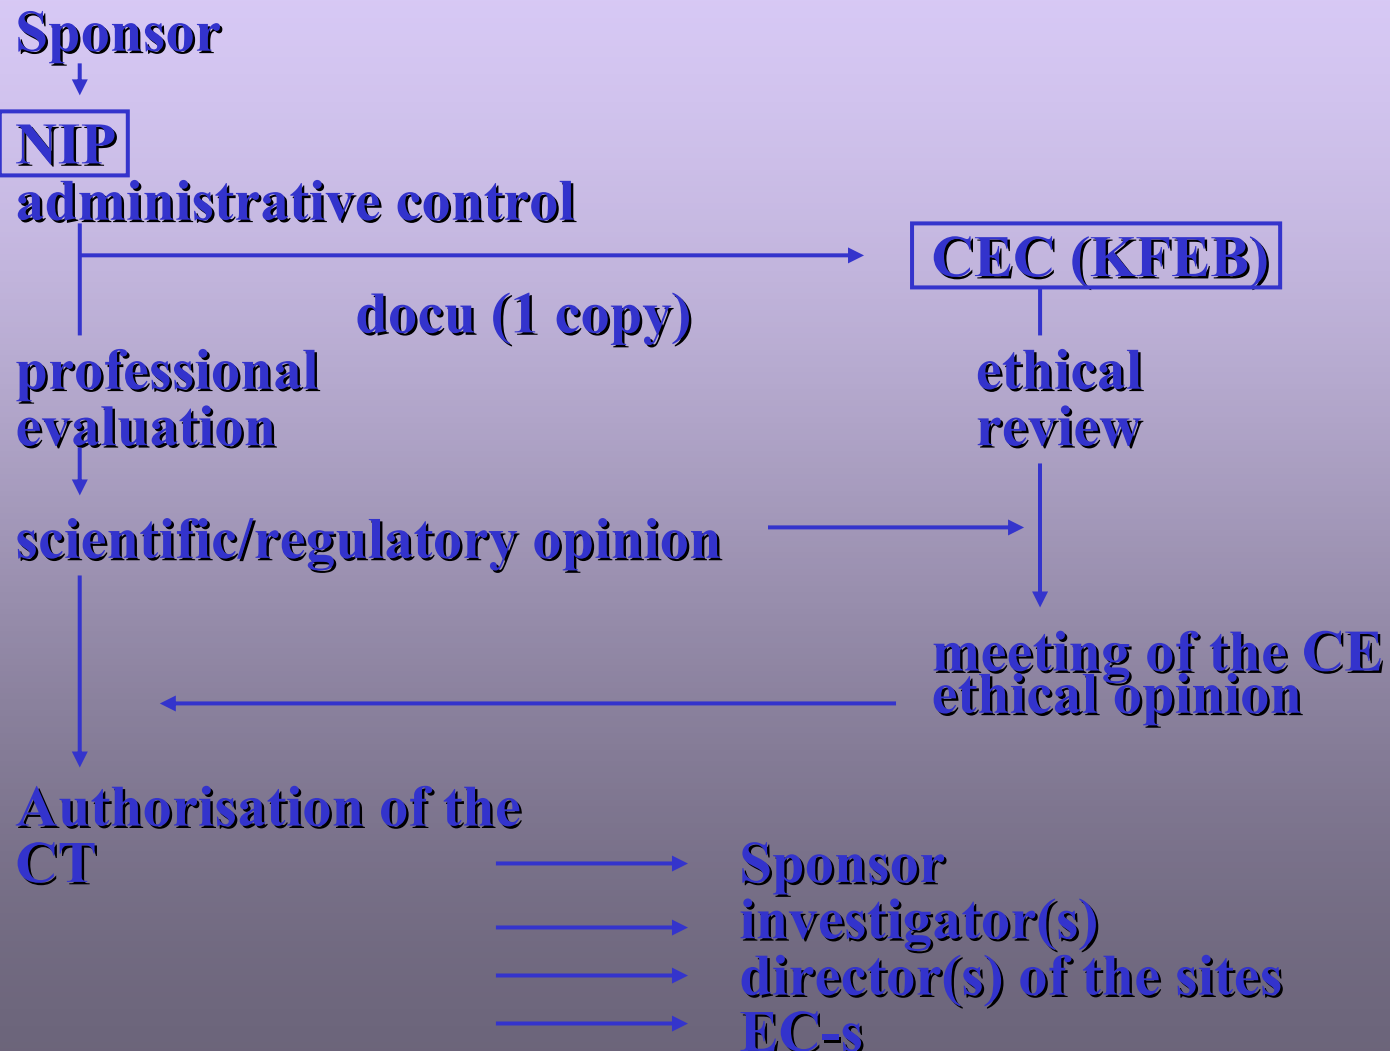 Sponsor
NIP
administrative control
CEC (KFEB)
docu (1 copy)
professional
evaluation
ethical
review
scientific/regulatory opinion
meeting of the CE
ethical opinion
Authorisation of the
CT
Sponsor
investigator(s)
director(s) of the sites
EC-s